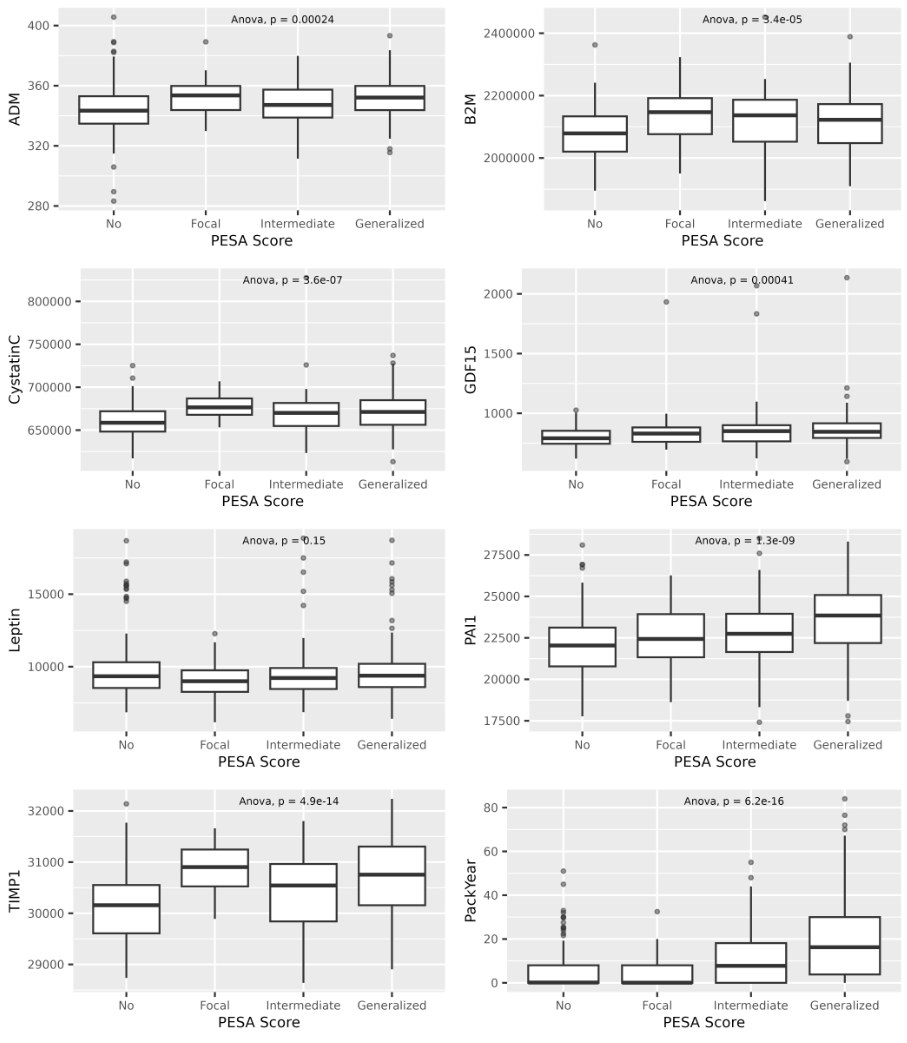 Anova, p = 0.00024
400
360
320
280
ADM
No Focal Intermediate Generalized
PESA Score
Anova, p = 3.4e-05
2400000
2200000
2000000
B2M
No Focal Intermediate Generalized
PESA Score
Anova, p = 3.6e-07
800000
750000
700000
650000
CystatinC
No Focal Intermediate Generalized
PESA Score
Anova, p = 0.00041
2000
1500
1000
GDF15
No Focal Intermediate Generalized
PESA Score
Anova, p = 0.15
15000
10000
Leptin
No Focal Intermediate Generalized
PESA Score
Anova, p = 1.3e-09
27500
25000
22500
20000
17500
PAI1
No Focal Intermediate Generalized
PESA Score
Anova, p = 4.9e-14
32000
31000
30000
29000
TIMP1
No Focal Intermediate Generalized
PESA Score
Anova, p = 6.2e-16
80
60
40
20
0
PackYear
No Focal Intermediate Generalized
PESA Score